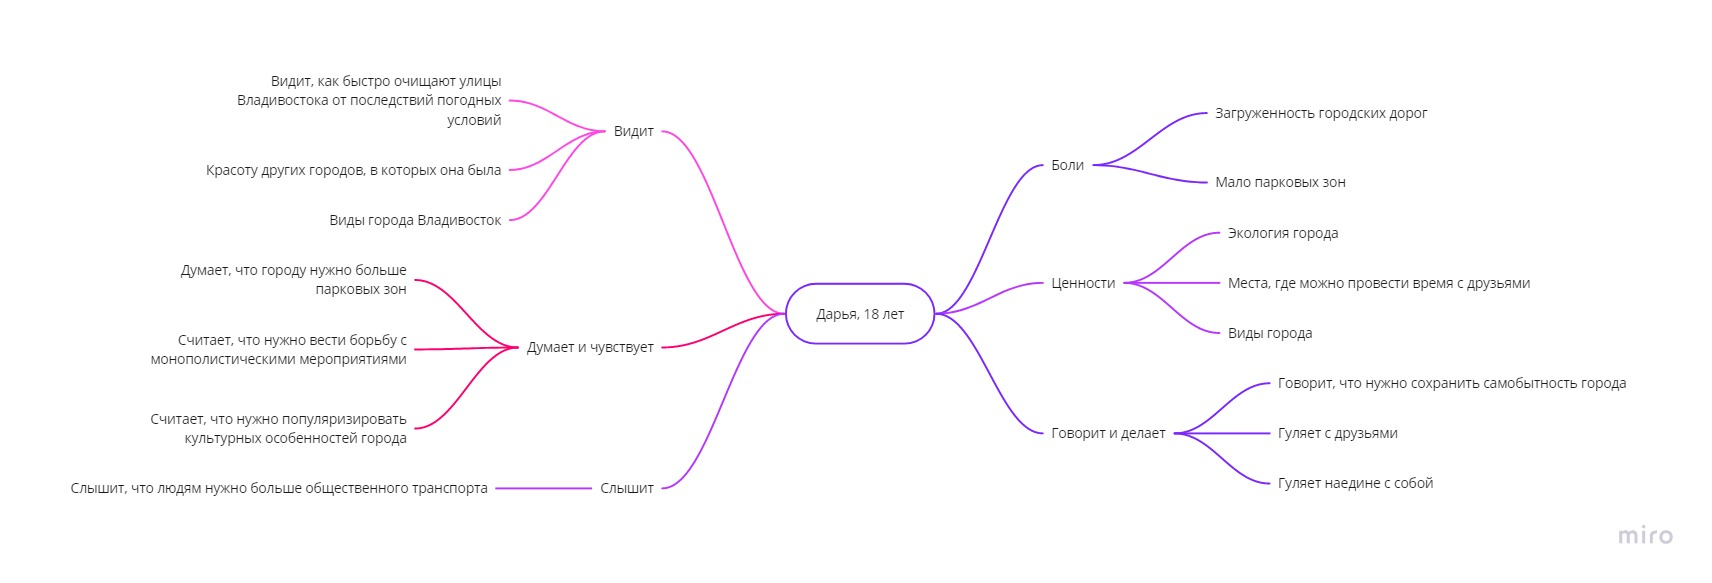 Видит, как быстро очищают улицы
Владивостока от последствий погодных
условий
Красоту других городов, в которых она была
Виды города Владивосток
Видит
Думает, что городу нужно больше
парковых зон
Считает, что нужно вести борьбу с
монополистическими мероприятиями
Считает, что нужно популяризировать
культурных особенностей города
Думает и чувствует
Слышит, что людям нужно больше общественного транспорта
Слышит
Дарья, 18 лет
Боли
Загруженность городских дорог
Мало парковых зон
Ценности
Экология города
Места, где можно провести время с друзьями
Виды города
Говорит и делает
Говорит, что нужно сохранить самобытность города
Гуляет с друзьями
Гуляет наедине с собой
miro